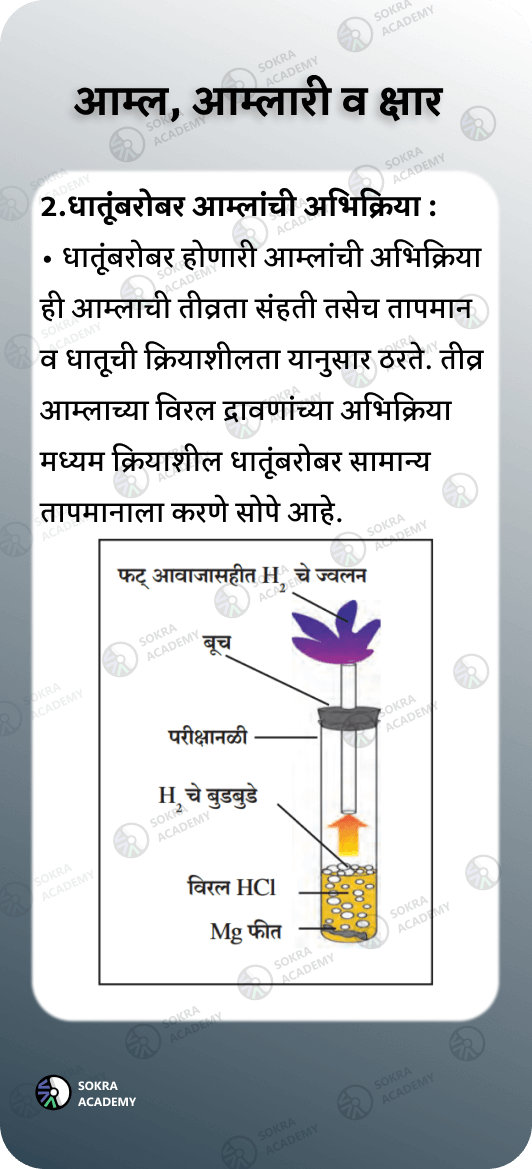 आम्ल, आम्लारी व क्षार
2.धातूंबरोबर आम्लांची अभिक्रिया :
• धातूंबरोबर होणारी आम्लांची अभिक्रिया
ही आम्लाची तीव्रता संहती तसेच तापमान
व धातूची क्रियाशीलता यानुसार ठरते. तीव्र
आम्लाच्या विरल द्रावणांच्या अभिक्रिया
मध्यम क्रियाशील धातूंबरोबर सामान्य
तापमानाला करणे सोपे आहे.
फट् आवाजासहीत H₂ चे ज्वलन
बूच
परीक्षानळी
H₂ चे बुडबुडे
विरल HCl
Mg फीत
SOKRA
ACADEMY